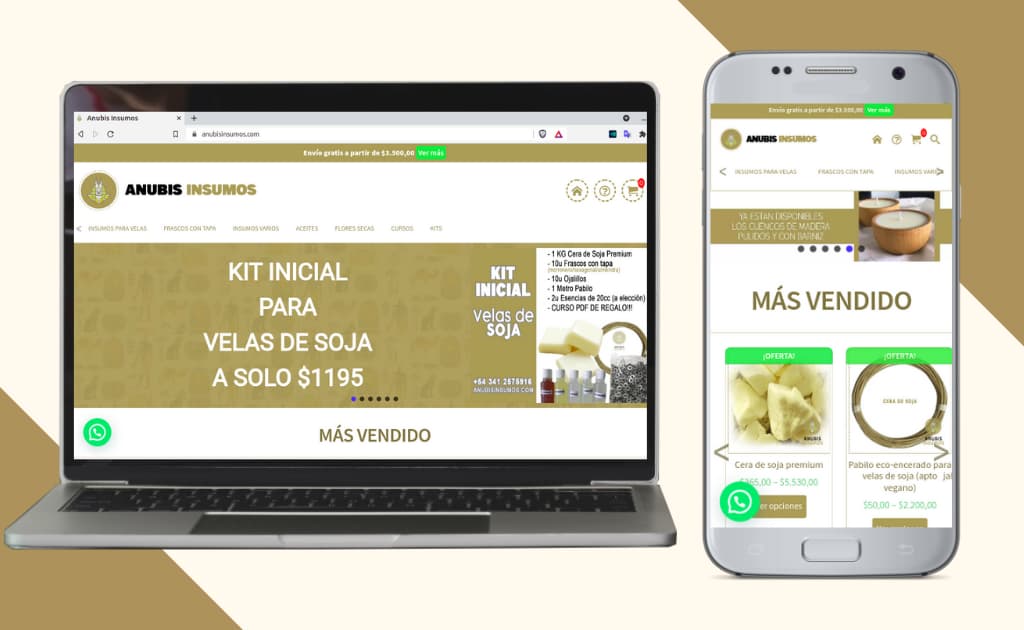 Anubis Insumos
anubisinsumos.com
Envío gratis a partir de $3.500,00 Ver más
ANUBIS INSUMOS
0
INSUMOS PARA VELAS FRASCOS CON TAPA INSUMOS VARIOS ACEITES FLORES SECAS CURSOS KITS
KIT INICIAL
PARA
VELAS DE SOJA
A SOLO $1195
KIT
INICIAL
Velas de
SOJA
+54 341 2575916
ANUBISINSUMOS.COM
- 1 KG Cera de Soja Premium
- 10u Frascos con tapa
- 10u Ojalillos
- 1 Metro Pabilo
- 2u Esencias de 20cc (a elección)
- CURSO PDF DE REGALO!!!
MÁS VENDIDO
Envío gratis a partir de $3.500,00 Ver más
ANUBIS INSUMOS
0
INSUMOS PARA VELAS FRASCOS CON TAPA INSUMOS VARI
YA ESTAN DISPONIBLES
LOS CUENCOS DE MADERA
PULIDOS Y CON BARNIZ
MÁS VENDIDO
¡OFERTA!
ANUBIS
Cera de soja premium
$365,00 – $5.530,00
er opciones
¡OFERTA!
CERA DE SOJA
ANUBIS
Pabilo eco-encerado para
velas de soja (apto jal
vegano)
$50,00 – $2.200,00